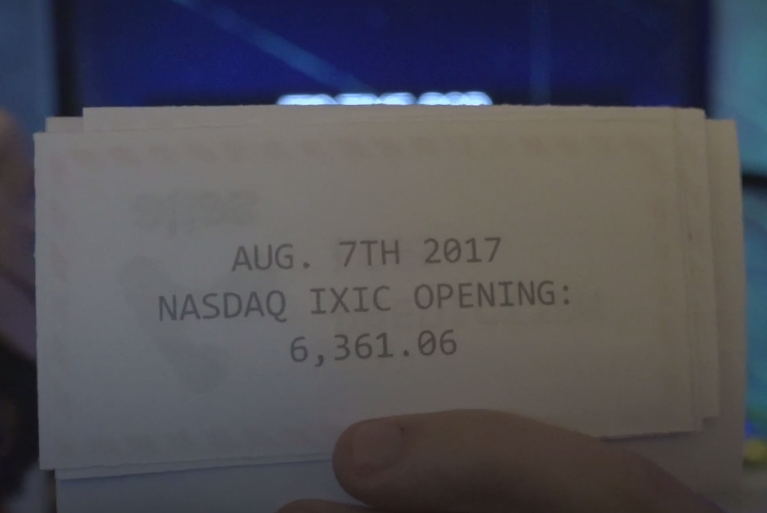 AUG. 7TH 2017
NASDAQ IXIC OPENING:
6,361.06